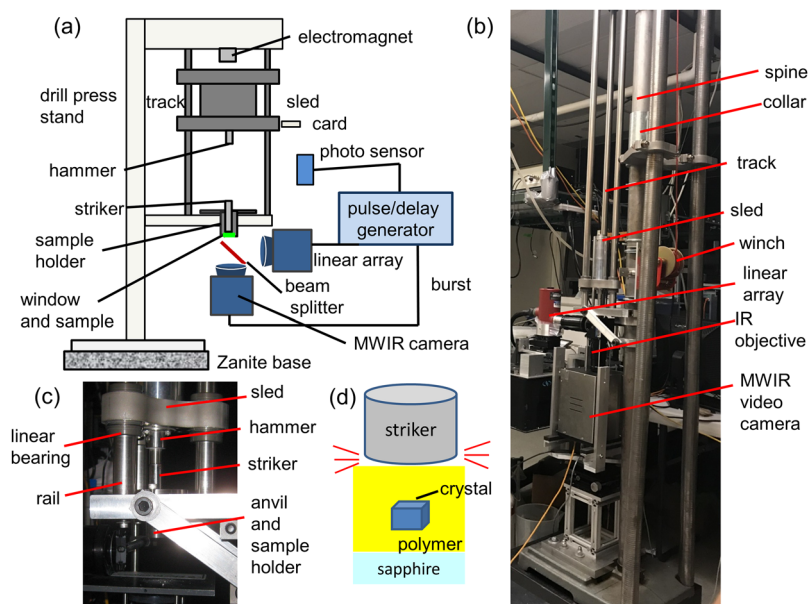 (a)
electromagnet
drill press
stand
track
sled
card
hammer
photo sensor
striker
pulse/delay
generator
sample
holder
linear array
window
and sample
beam
splitter
burst
MWIR camera
Zanite base
(b)
spine
collar
track
sled
winch
linear
array
IR
objective
MWIR
video
camera
(c)
sled
linear
bearing
hammer
striker
rail
anvil
and
sample
holder
(d)
striker
crystal
polymer
sapphire